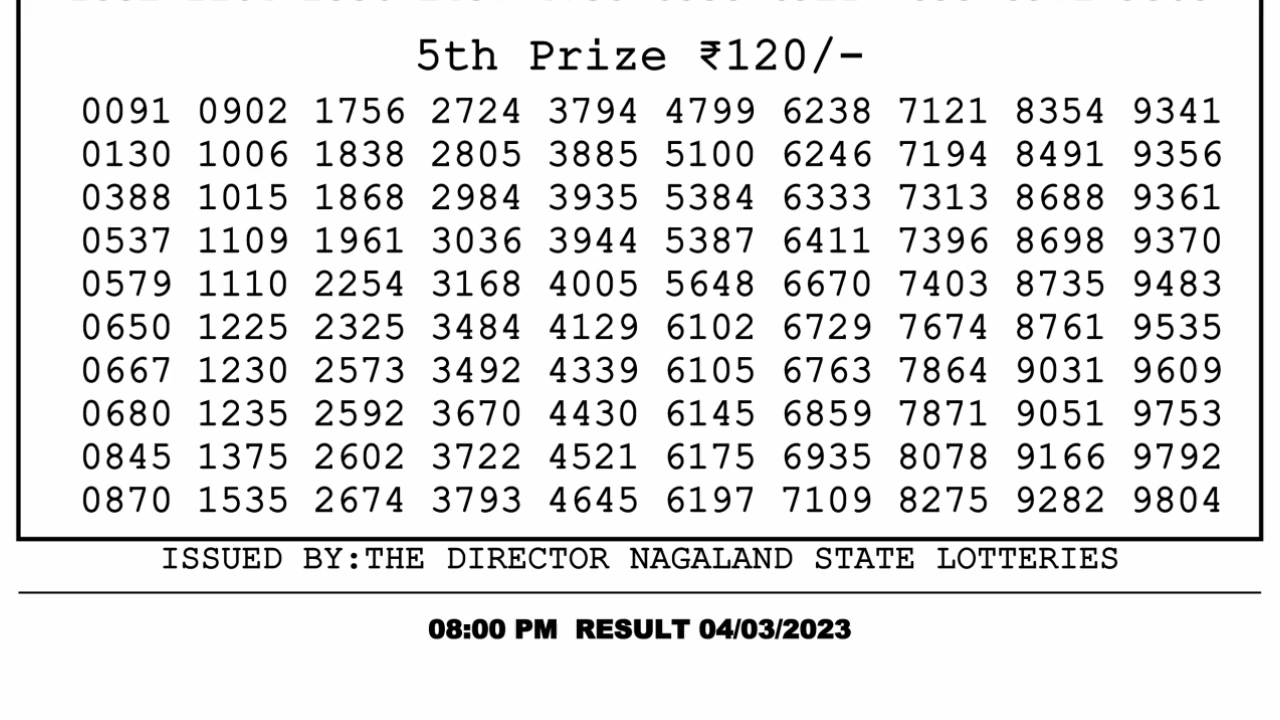 5th Prize ₹120/-
0091 0902 1756 2724 3794 4799 6238 7121 8354 9341
0130 1006 1838 2805 3885 5100 6246 7194 8491 9356
0388 1015 1868 2984 3935 5384 6333 7313 8688 9361
0537 1109 1961 3036 3944 5387 6411 7396 8698 9370
0579 1110 2254 3168 4005 5648 6670 7403 8735 9483
0650 1225 2325 3484 4129 6102 6729 7674 8761 9535
0667 1230 2573 3492 4339 6105 6763 7864 9031 9609
0680 1235 2592 3670 4430 6145 6859 7871 9051 9753
0845 1375 2602 3722 4521 6175 6935 8078 9166 9792
0870 1535 2674 3793 4645 6197 7109 8275 9282 9804
ISSUED BY:THE DIRECTOR NAGALAND STATE LOTTERIES
08:00 PM RESULT 04/03/2023